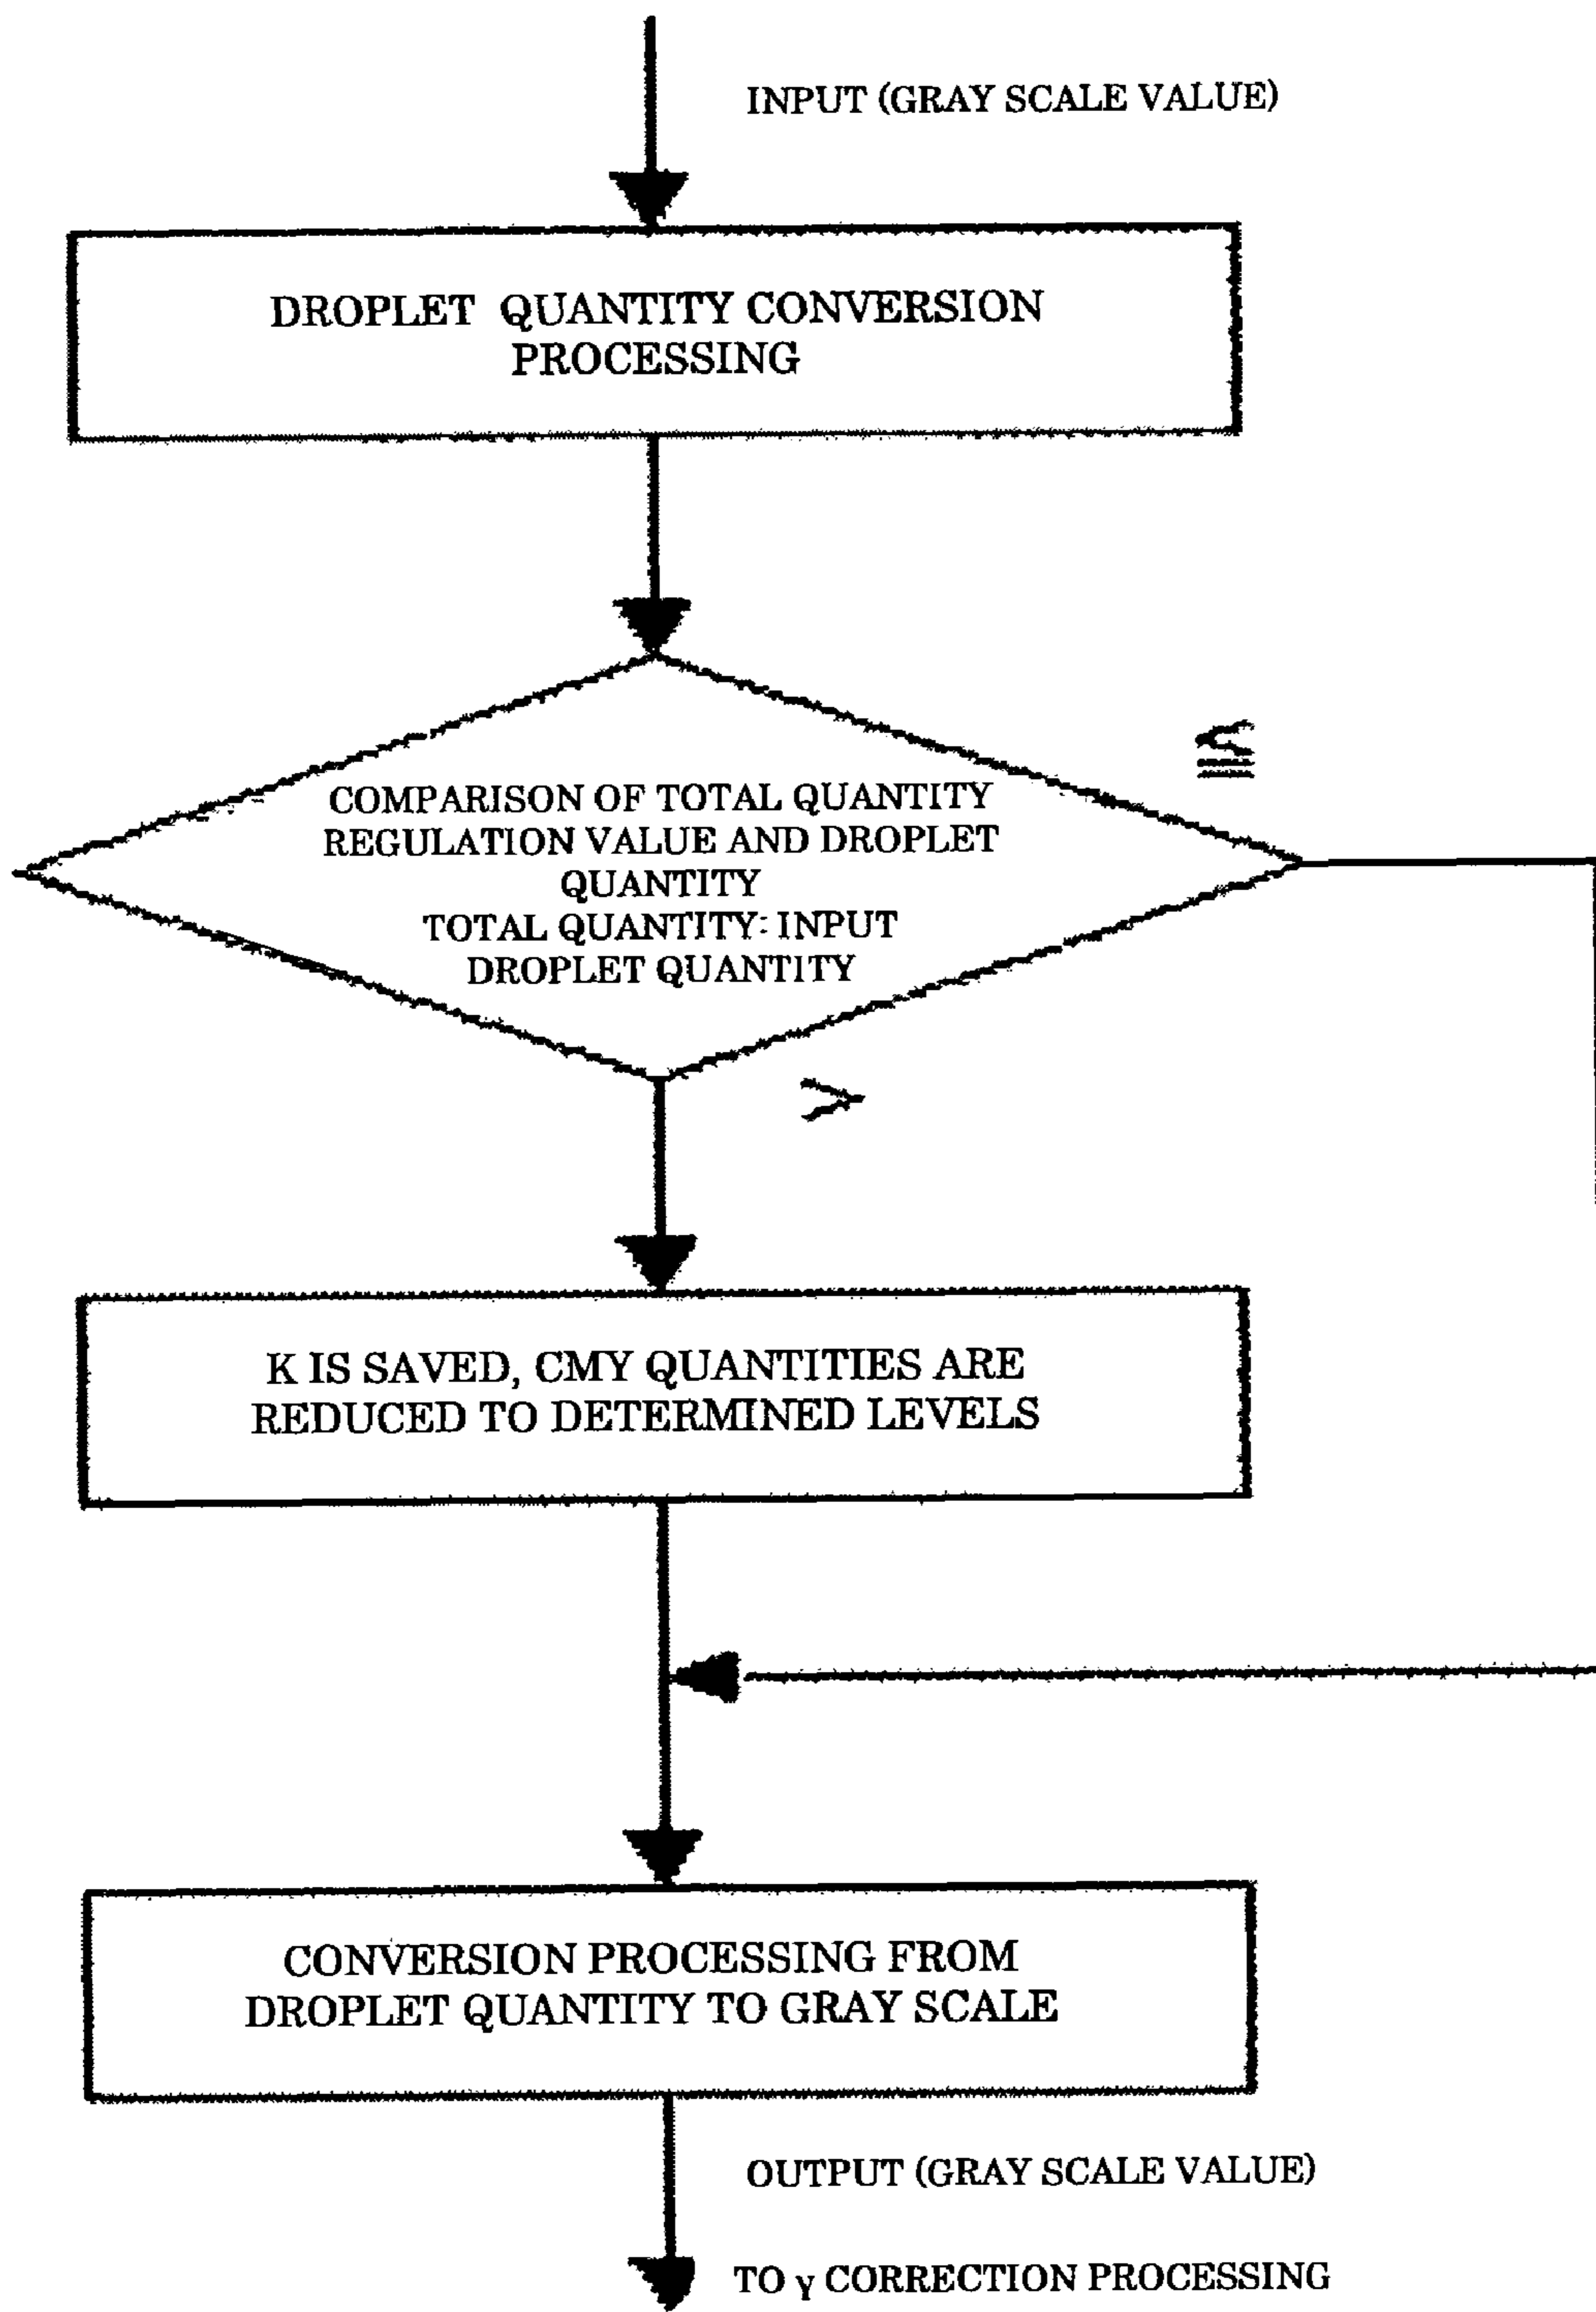 INPUT (GRAY SCALE VALUE)
DROPLET QUANTITY CONVERSION
PROCESSING
≦
COMPARISON OF TOTAL QUANTITY
REGULATION VALUE AND DROPLET
QUANTITY
TOTAL QUANTITY: INPUT
DROPLET QUANTITY
>
K IS SAVED, CMY QUANTITIES ARE
REDUCED TO DETERMINED LEVELS
CONVERSION PROCESSING FROM
DROPLET QUANTITY TO GRAY SCALE
OUTPUT (GRAY SCALE VALUE)
TO γ CORRECTION PROCESSING